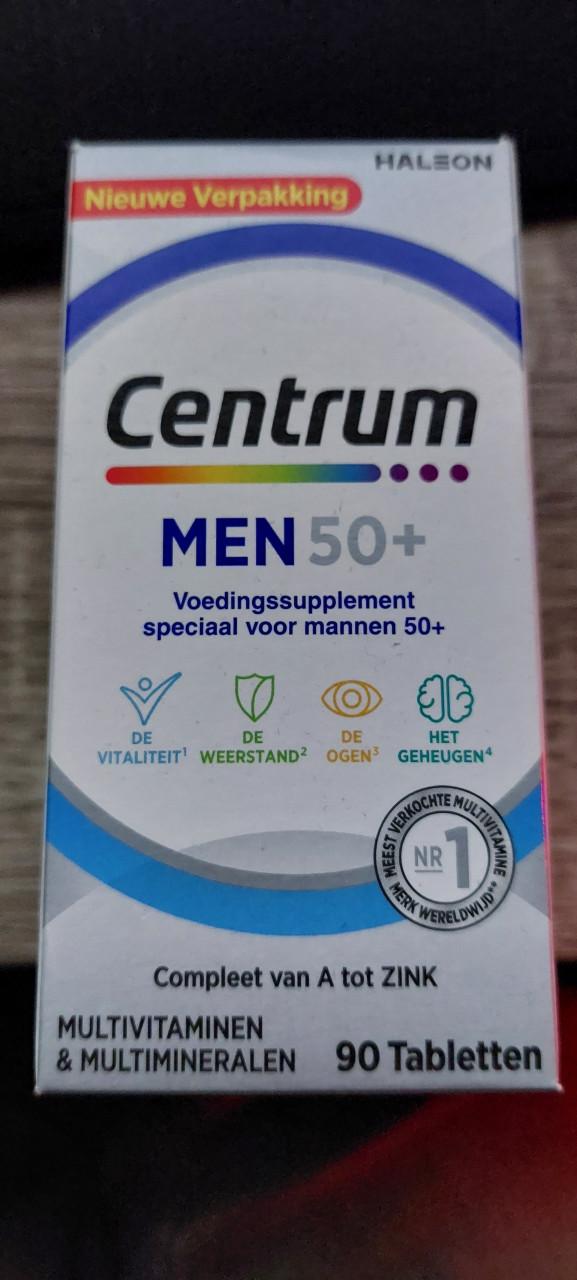 HALEON
Nieuwe Verpakking
Centrum
MEN 50+
Voedingssupplement
speciaal voor mannen 50+
DE
VITALITEIT¹
DE
WEERSTAND²
DE
OGEN³
HET
GEHEUGEN⁴
MEEST VERKOCHTE MULTIVITAMINE
NR 1
MERK WERELDWIJD**
Compleet van A tot ZINK
MULTIVITAMINEN
& MULTIMINERALEN
90 Tabletten